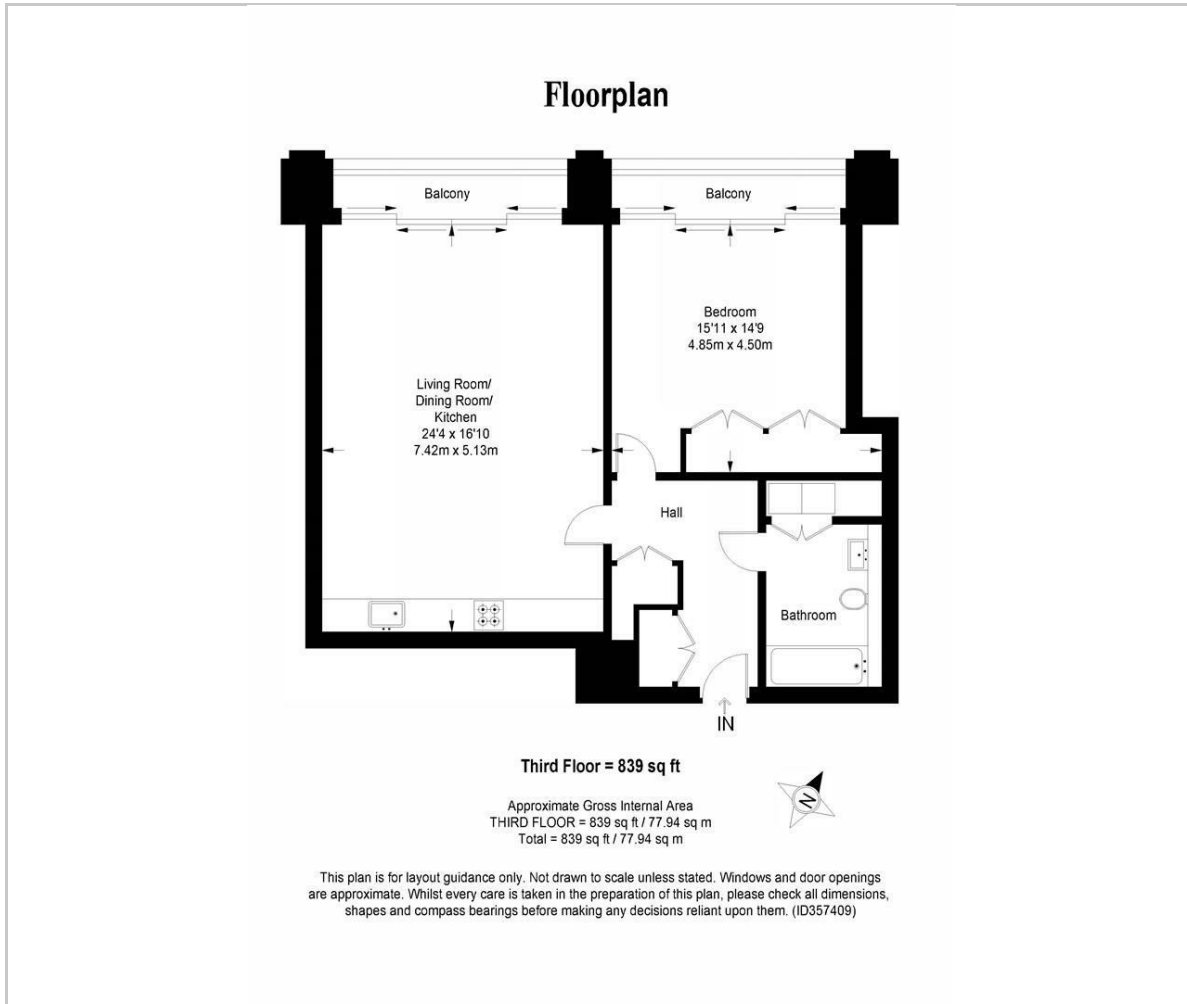 Floorplan
Balcony
Balcony
Bedroom
15'11 x 14'9
4.85m x 4.50m
Living Room/
Dining Room/
Kitchen
24'4 x 16'10
7.42m x 5.13m
Hall
Bathroom
IN
Third Floor = 839 sq ft
N
Approximate Gross Internal Area
THIRD FLOOR = 839 sq ft / 77.94 sq m
Total = 839 sq ft / 77.94 sq m
This plan is for layout guidance only. Not drawn to scale unless stated. Windows and door openings
are approximate. Whilst every care is taken in the preparation of this plan, please check all dimensions,
shapes and compass bearings before making any decisions reliant upon them. (ID357409)